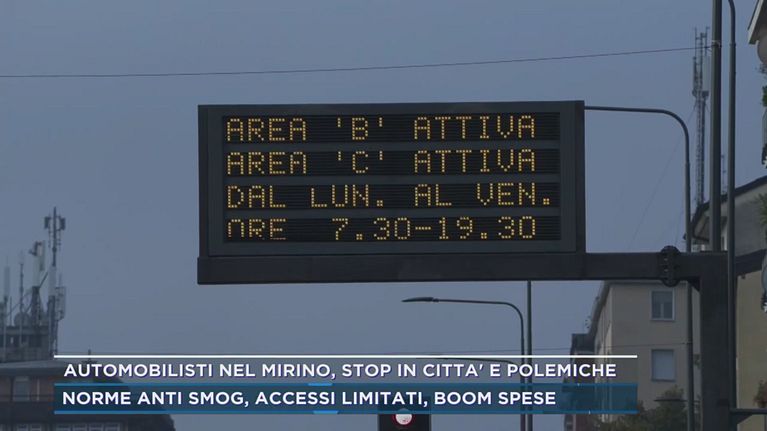 AREA 'B' ATTIVA
AREA 'C' ATTIVA
DAL LUN. AL VEN.
ORE 7.30-19.30
AUTOMOBILISTI NEL MIRINO, STOP IN CITTA' E POLEMICHE
NORME ANTI SMOG, ACCESSI LIMITATI, BOOM SPESE